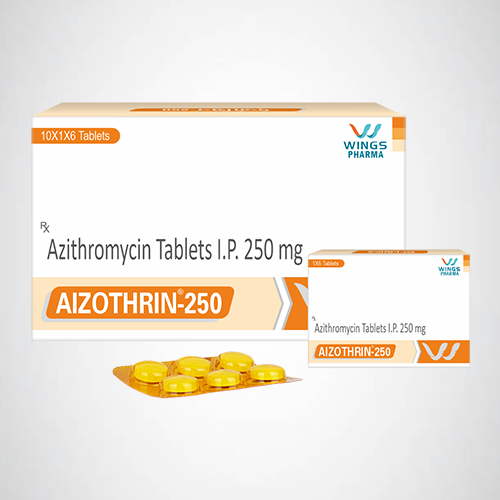 10X1X6 Tablets
WINGS
PHARMA
Rx
Azithromycin Tablets I.P. 250 mg
AIZOTHRIN®-250
1X6 Tablets
WINGS
PHARMA
Rx
Azithromycin Tablets I.P. 250 mg
AIZOTHRIN®-250